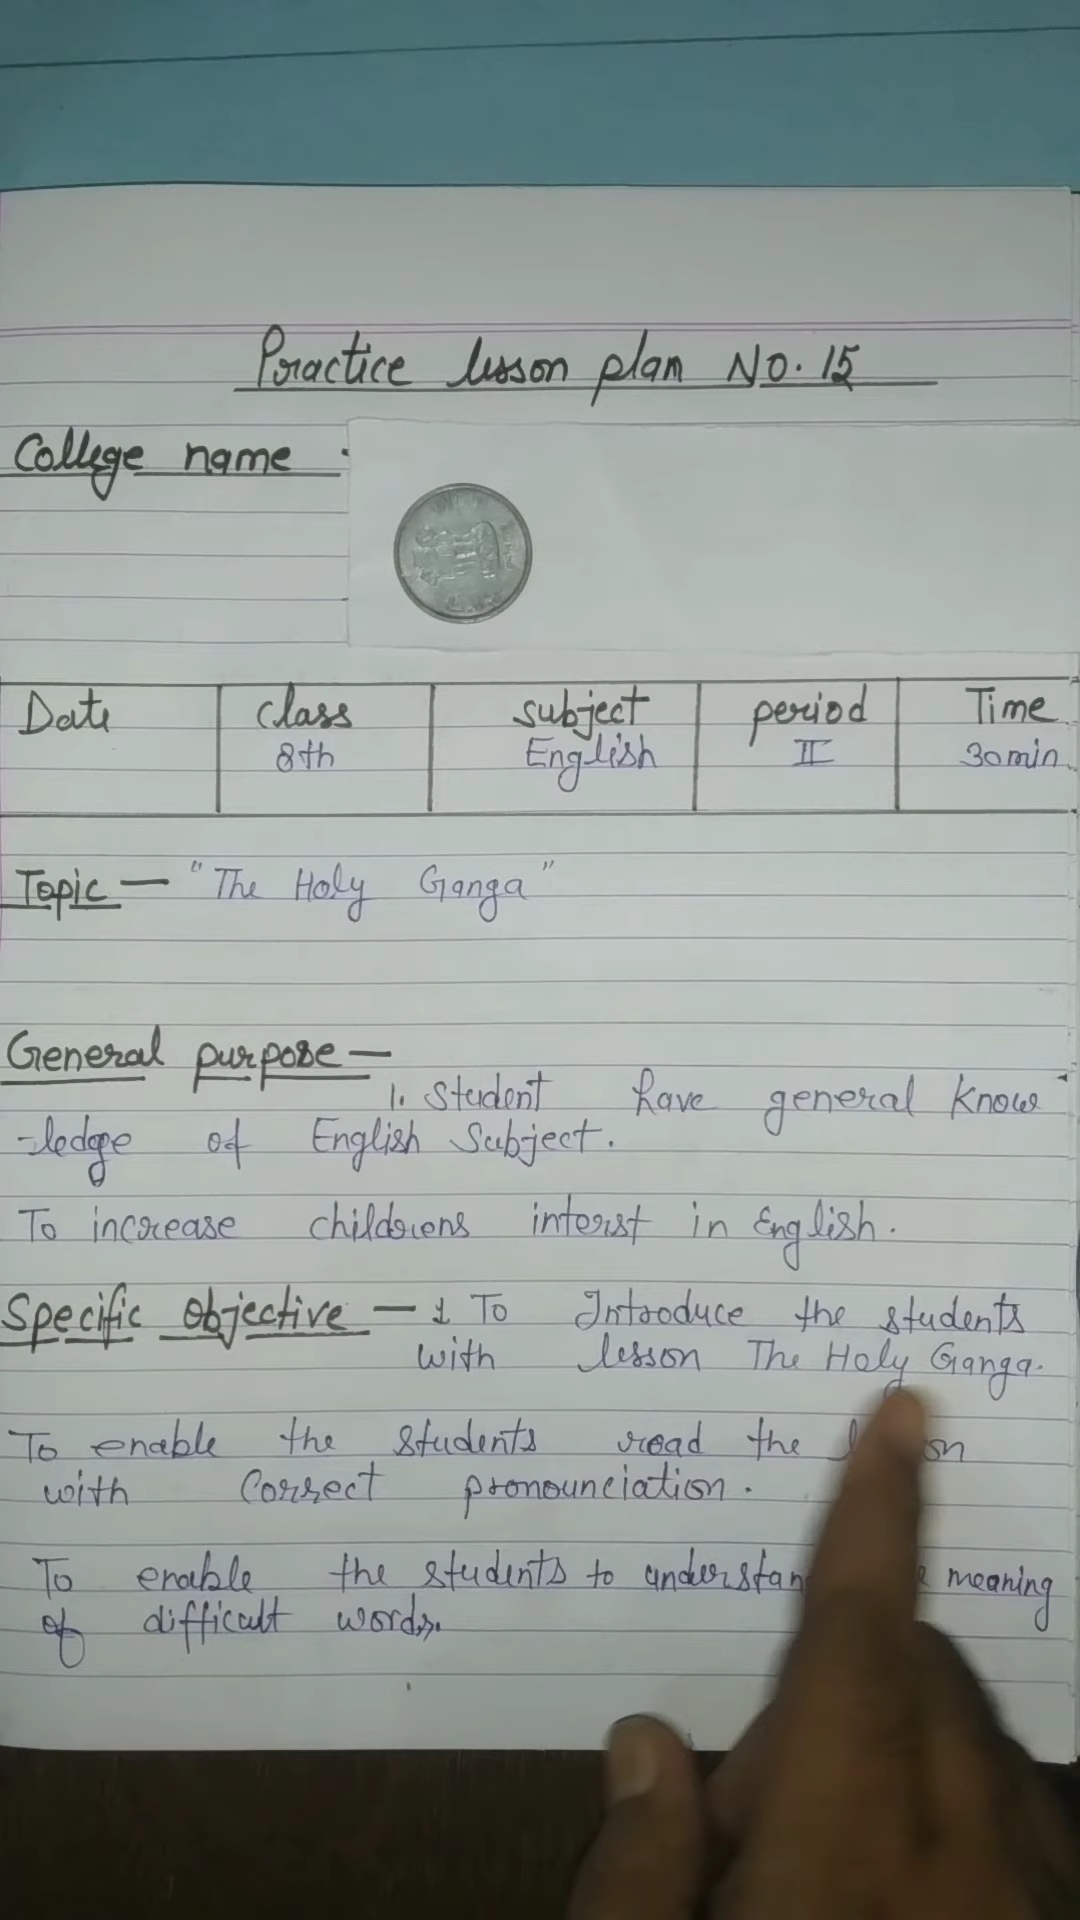 Practice lesson plan No. 15
College name
Date class subject period Time
8th English II 30min
Topic — "The Holy Ganga"
General purpose —
1. Student have general know
-ledge of English Subject.
To increase childrens interst in English.
Specific objective — 1 To Introduce the students
with lesson The Holy Ganga.
To enable the students read the
with Correct pronounciation.
To enable the students to meaning
of difficult words.